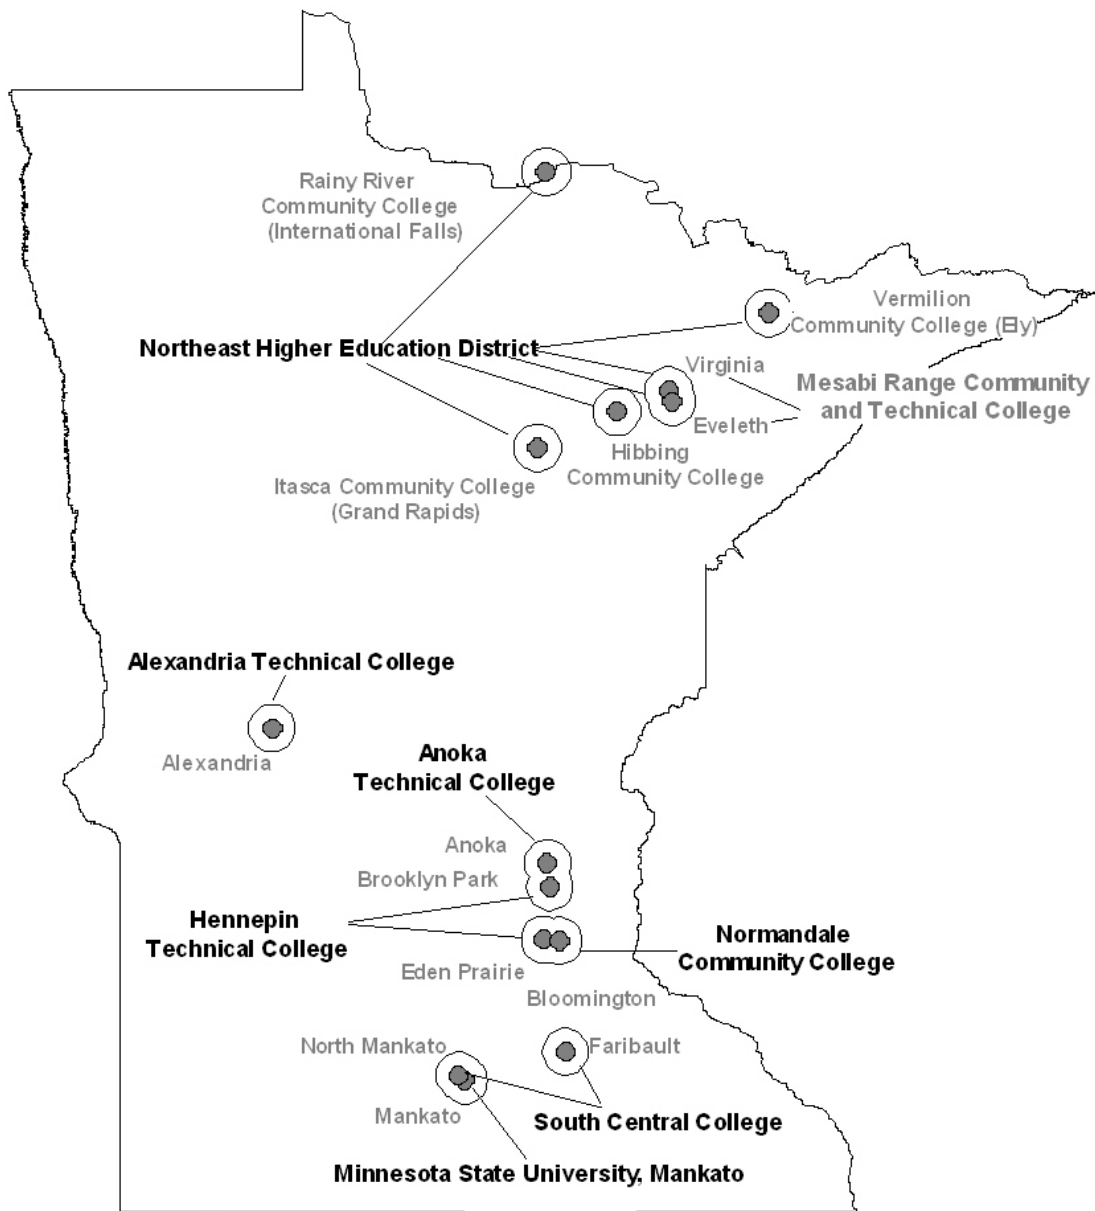 Rainy River
Community College
(International Falls)
Vermilion
Community College (Ely)
Northeast Higher Education District
Virginia
Mesabi Range Community
and Technical College
Eveleth
Hibbing
Community College
Itasca Community College
(Grand Rapids)
Alexandria Technical College
Alexandria
Anoka
Technical College
Anoka
Brooklyn Park
Hennepin
Technical College
Normandale
Community College
Eden Prairie
Bloomington
North Mankato
Faribault
Mankato
South Central College
Minnesota State University, Mankato